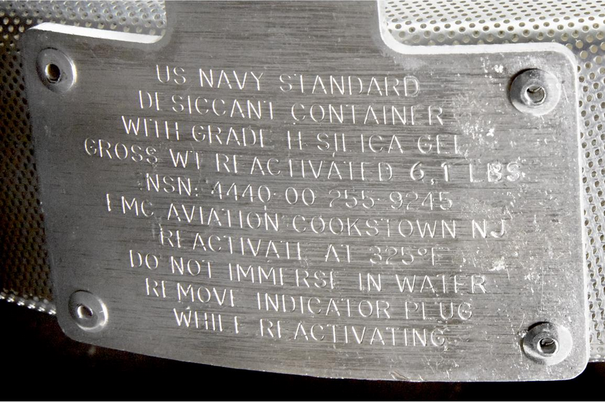 US NAVY STANDARD
DESICCANT CONTAINER
WITH GRADE H SILICA GEL
GROSS WT REACTIVATED 6.1 LBS
NSN: 4440-00 255-9245
FMC AVIATION COOKSTOWN NJ
REACTIVATE AT 325°F
DO NOT IMMERSE IN WATER
REMOVE INDICATOR PLUG
WHILE REACTIVATING